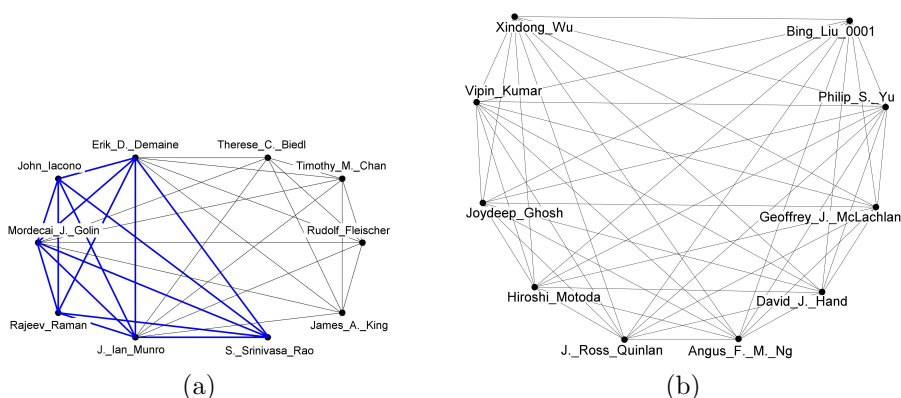 Erik_D._Demaine
Therese_C._Biedl
John_Iacono
Timothy_M._Chan
Mordecai_J._Golin
Rudolf_Fleischer
Rajeev_Raman
James_A._King
J._Ian_Munro
S._Srinivasa_Rao
(a)
Xindong_Wu
Bing_Liu_0001
Vipin_Kumar
Philip_S._Yu
Joydeep_Ghosh
Geoffrey_J._McLachlan
Hiroshi_Motoda
David_J._Hand
J._Ross_Quinlan
Angus_F._M._Ng
(b)